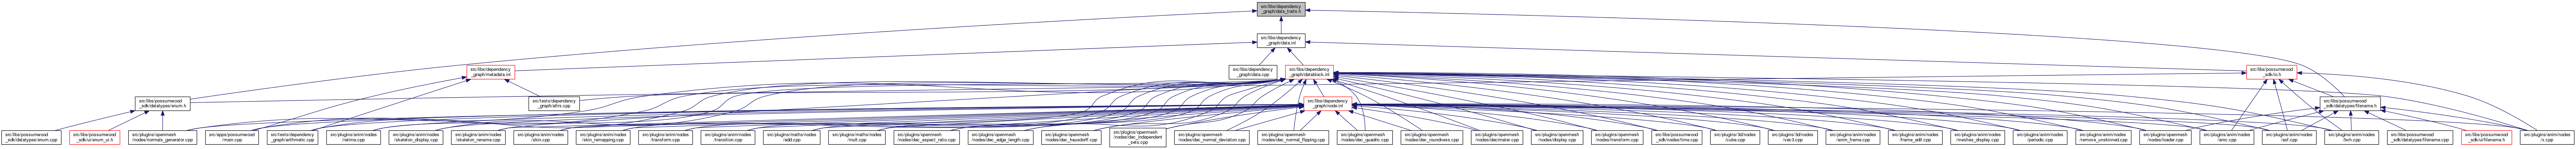 src/libs/dependency
_graph/data_traits.h
src/libs/dependency
_graph/data.inl
src/libs/dependency
_graph/metadata.inl
src/libs/dependency
_graph/data.cpp
src/libs/dependency
_graph/datablock.inl
src/libs/possumwood
_sdk/io.h
src/libs/possumwood
_sdk/datatypes/enum.h
src/tests/dependency
_graph/attrs.cpp
src/libs/dependency
_graph/node.inl
src/libs/possumwood
_sdk/datatypes/filename.h
src/libs/possumwood
_sdk/datatypes/enum.cpp
src/libs/possumwood
_sdk/ui/enum_ui.h
src/plugins/openmesh
/nodes/normals_generator.cpp
src/apps/possumwood
/main.cpp
src/tests/dependency
_graph/arithmetic.cpp
src/plugins/anim/nodes
/retime.cpp
src/plugins/anim/nodes
/skeleton_display.cpp
src/plugins/anim/nodes
/skeleton_rename.cpp
src/plugins/anim/nodes
/skin.cpp
src/plugins/anim/nodes
/skin_remapping.cpp
src/plugins/anim/nodes
/transform.cpp
src/plugins/anim/nodes
/transition.cpp
src/plugins/maths/nodes
/add.cpp
src/plugins/maths/nodes
/mult.cpp
src/plugins/openmesh
/nodes/dec_aspect_ratio.cpp
src/plugins/openmesh
/nodes/dec_edge_length.cpp
src/plugins/openmesh
/nodes/dec_hausdorff.cpp
src/plugins/openmesh
/nodes/dec_independent
_sets.cpp
src/plugins/openmesh
/nodes/dec_normal_deviation.cpp
src/plugins/openmesh
/nodes/dec_normal_flipping.cpp
src/plugins/openmesh
/nodes/dec_quadric.cpp
src/plugins/openmesh
/nodes/dec_roundness.cpp
src/plugins/openmesh
/nodes/decimater.cpp
src/plugins/openmesh
/nodes/display.cpp
src/plugins/openmesh
/nodes/transform.cpp
src/libs/possumwood
_sdk/nodes/time.cpp
src/plugins/3d/nodes
/cube.cpp
src/plugins/3d/nodes
/vec3.cpp
src/plugins/anim/nodes
/anim_frame.cpp
src/plugins/anim/nodes
/frame_edit.cpp
src/plugins/anim/nodes
/meshes_display.cpp
src/plugins/anim/nodes
/periodic.cpp
src/plugins/anim/nodes
/remove_unskinned.cpp
src/plugins/openmesh
/nodes/loader.cpp
src/plugins/anim/nodes
/amc.cpp
src/plugins/anim/nodes
/asf.cpp
src/plugins/anim/nodes
/bvh.cpp
src/libs/possumwood
_sdk/datatypes/filename.cpp
src/libs/possumwood
_sdk/ui/filename.h
src/plugins/anim/nodes